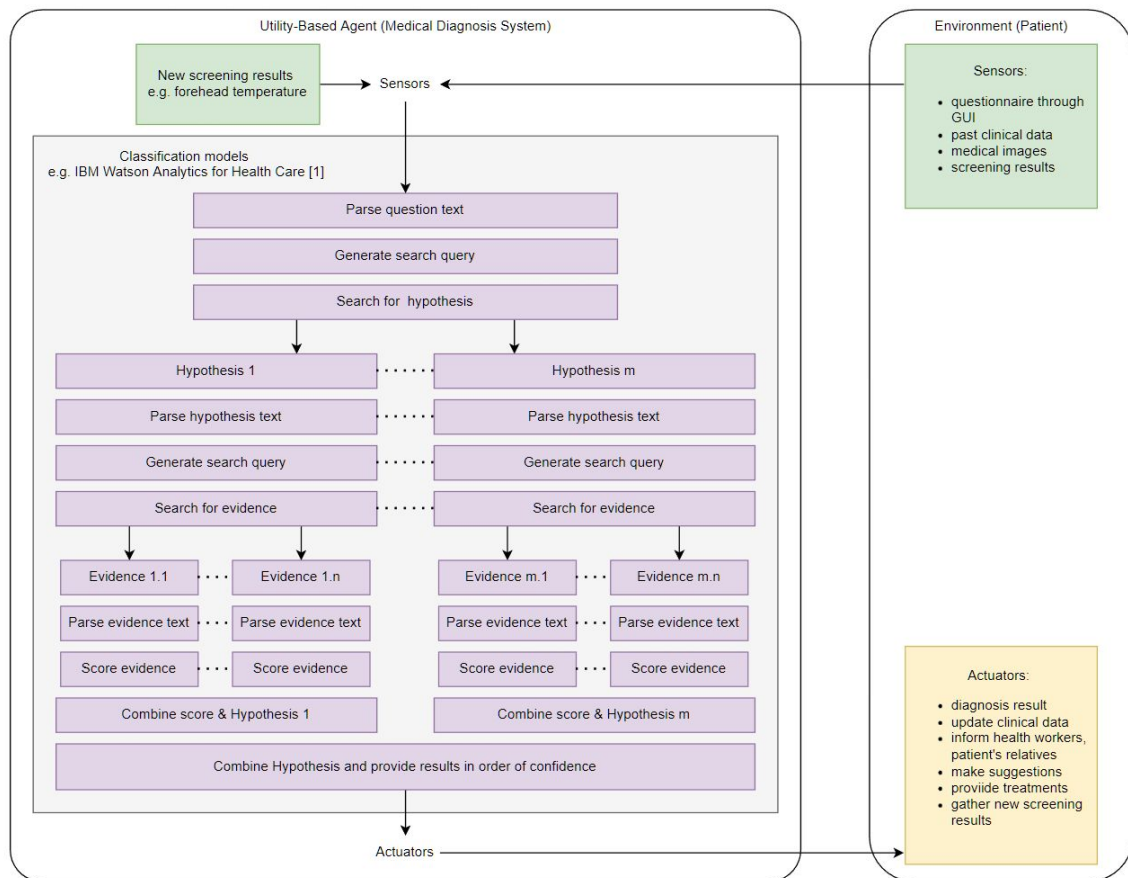 Utility-Based Agent (Medical Diagnosis System)
Environment (Patient)
New screening results
e.g. forehead temperature
Sensors
Sensors:
• questionnaire through
GUI
• past clinical data
• medical images
• screening results
Classification models
e.g. IBM Watson Analytics for Health Care [1]
Parse question text
Generate search query
Search for hypothesis
Hypothesis 1
Hypothesis m
Parse hypothesis text
Parse hypothesis text
Generate search query
Generate search query
Search for evidence
Search for evidence
Evidence 1.1
Evidence 1.n
Evidence m.1
Evidence m.n
Parse evidence text
Parse evidence text
Parse evidence text
Parse evidence text
Score evidence
Score evidence
Score evidence
Score evidence
Combine score & Hypothesis 1
Combine score & Hypothesis m
Combine Hypothesis and provide results in order of confidence
Actuators
Actuators:
• diagnosis result
• update clinical data
• inform health workers,
patient's relatives
• make suggestions
• proviide treatments
• gather new screening
results